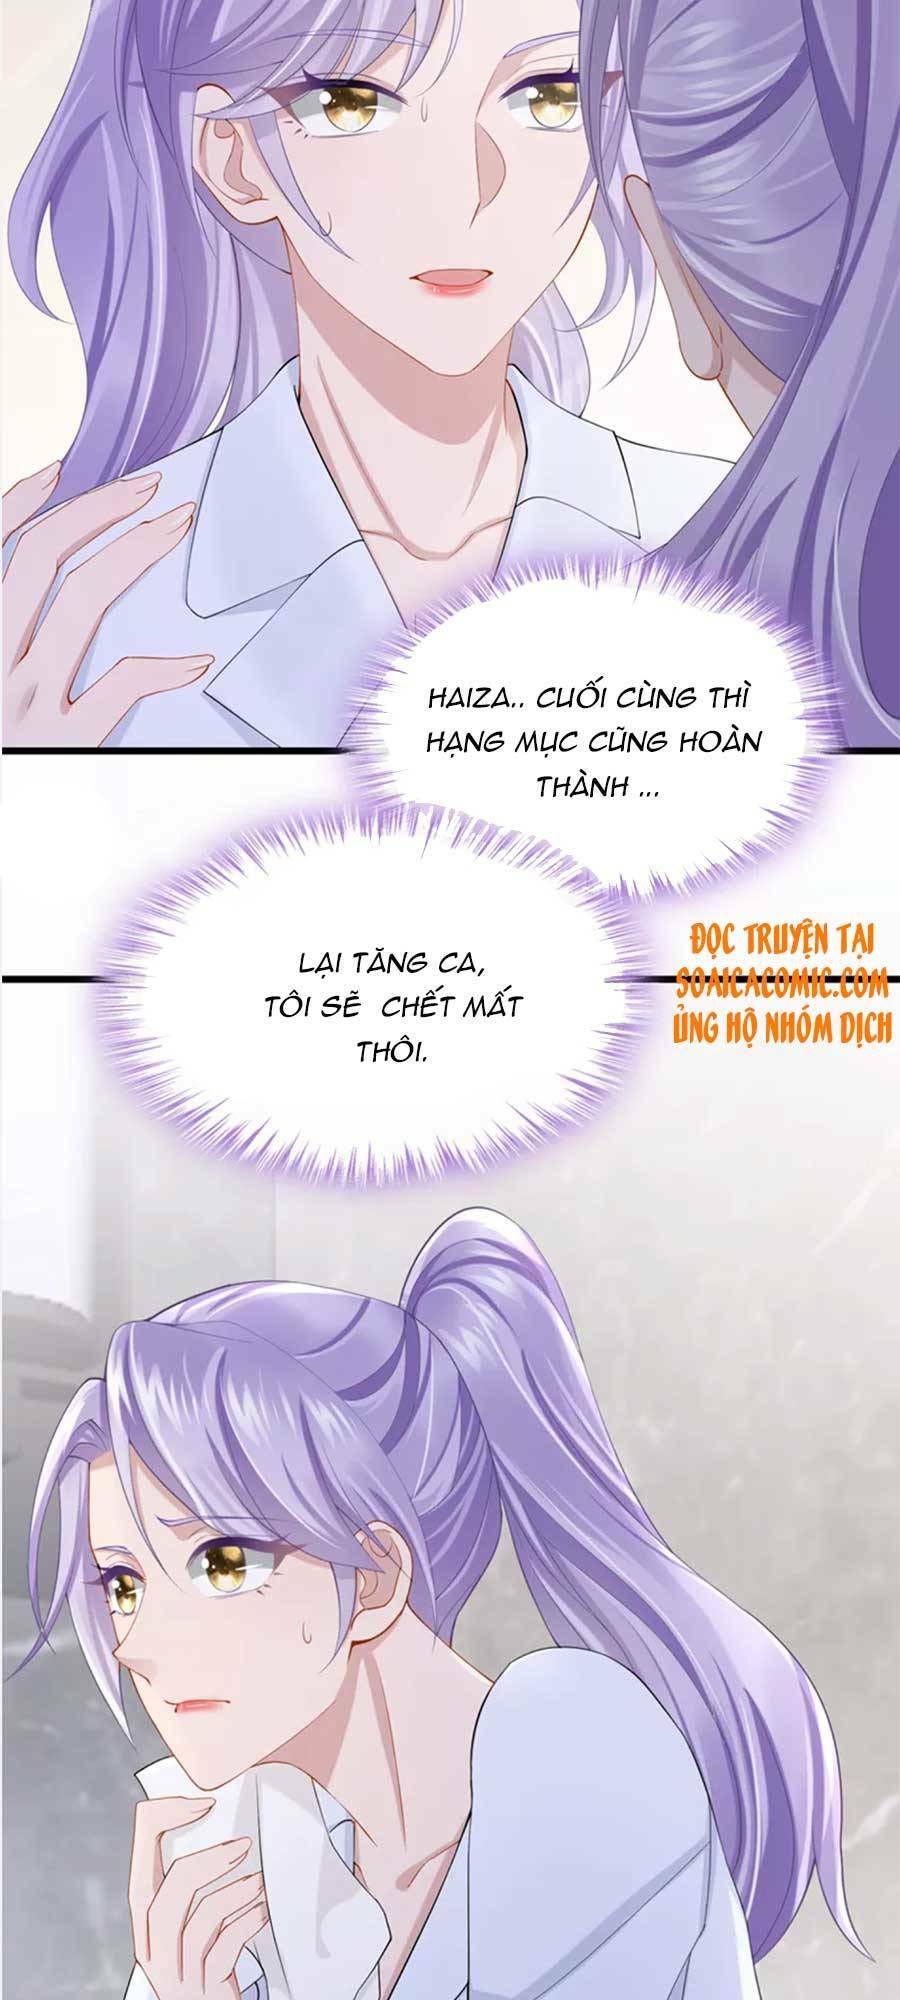 HAIZA.. CUỐI CÙNG THÌ
HẠNG MỤC CŨNG HOÀN
THÀNH ...
LẠI TĂNG CA,
TÔI SẼ CHẾT MẤT
THÔI.
ĐỌC TRUYỆN TẠI
SOAICACOMIC.COM
ỦNG HỘ NHÓM DỊCH